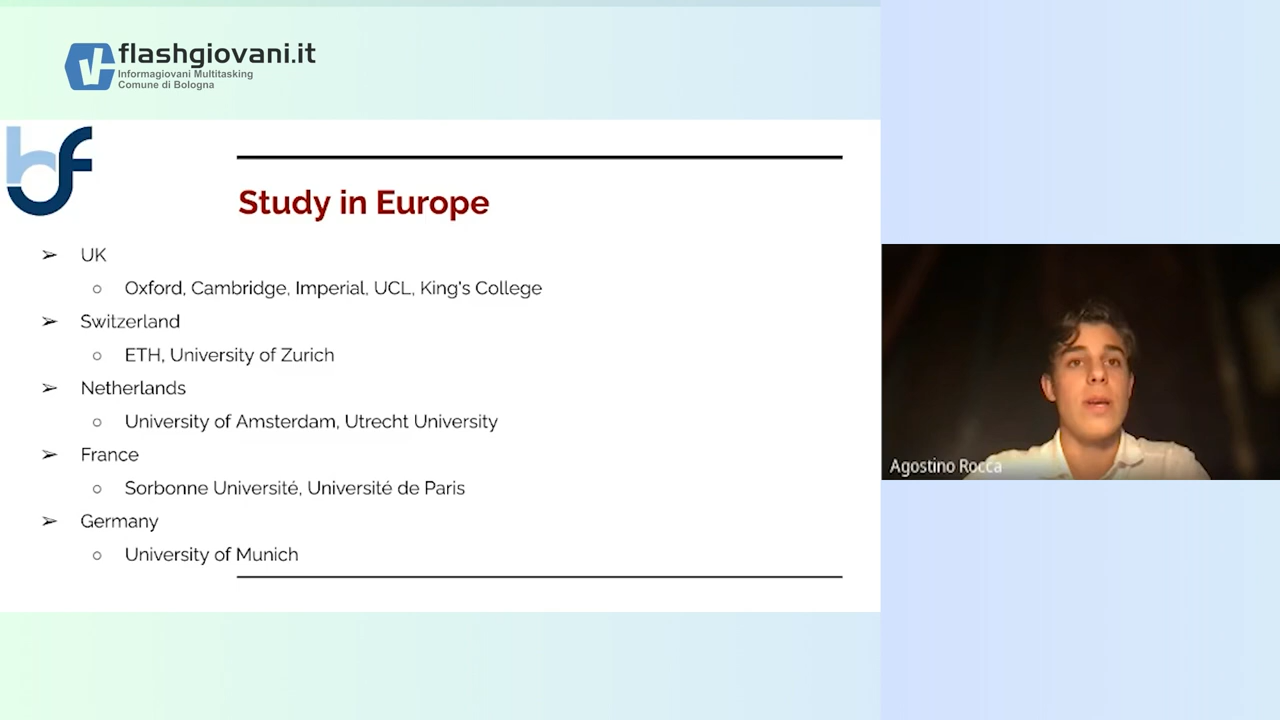 flashgiovani.it
Informagiovani Multitasking
Comune di Bologna
bf
Study in Europe
➢ UK
○ Oxford, Cambridge, Imperial, UCL, King's College
➢ Switzerland
○ ETH, University of Zurich
➢ Netherlands
○ University of Amsterdam, Utrecht University
➢ France
○ Sorbonne Université, Université de Paris
➢ Germany
○ University of Munich
Agostino Rocca